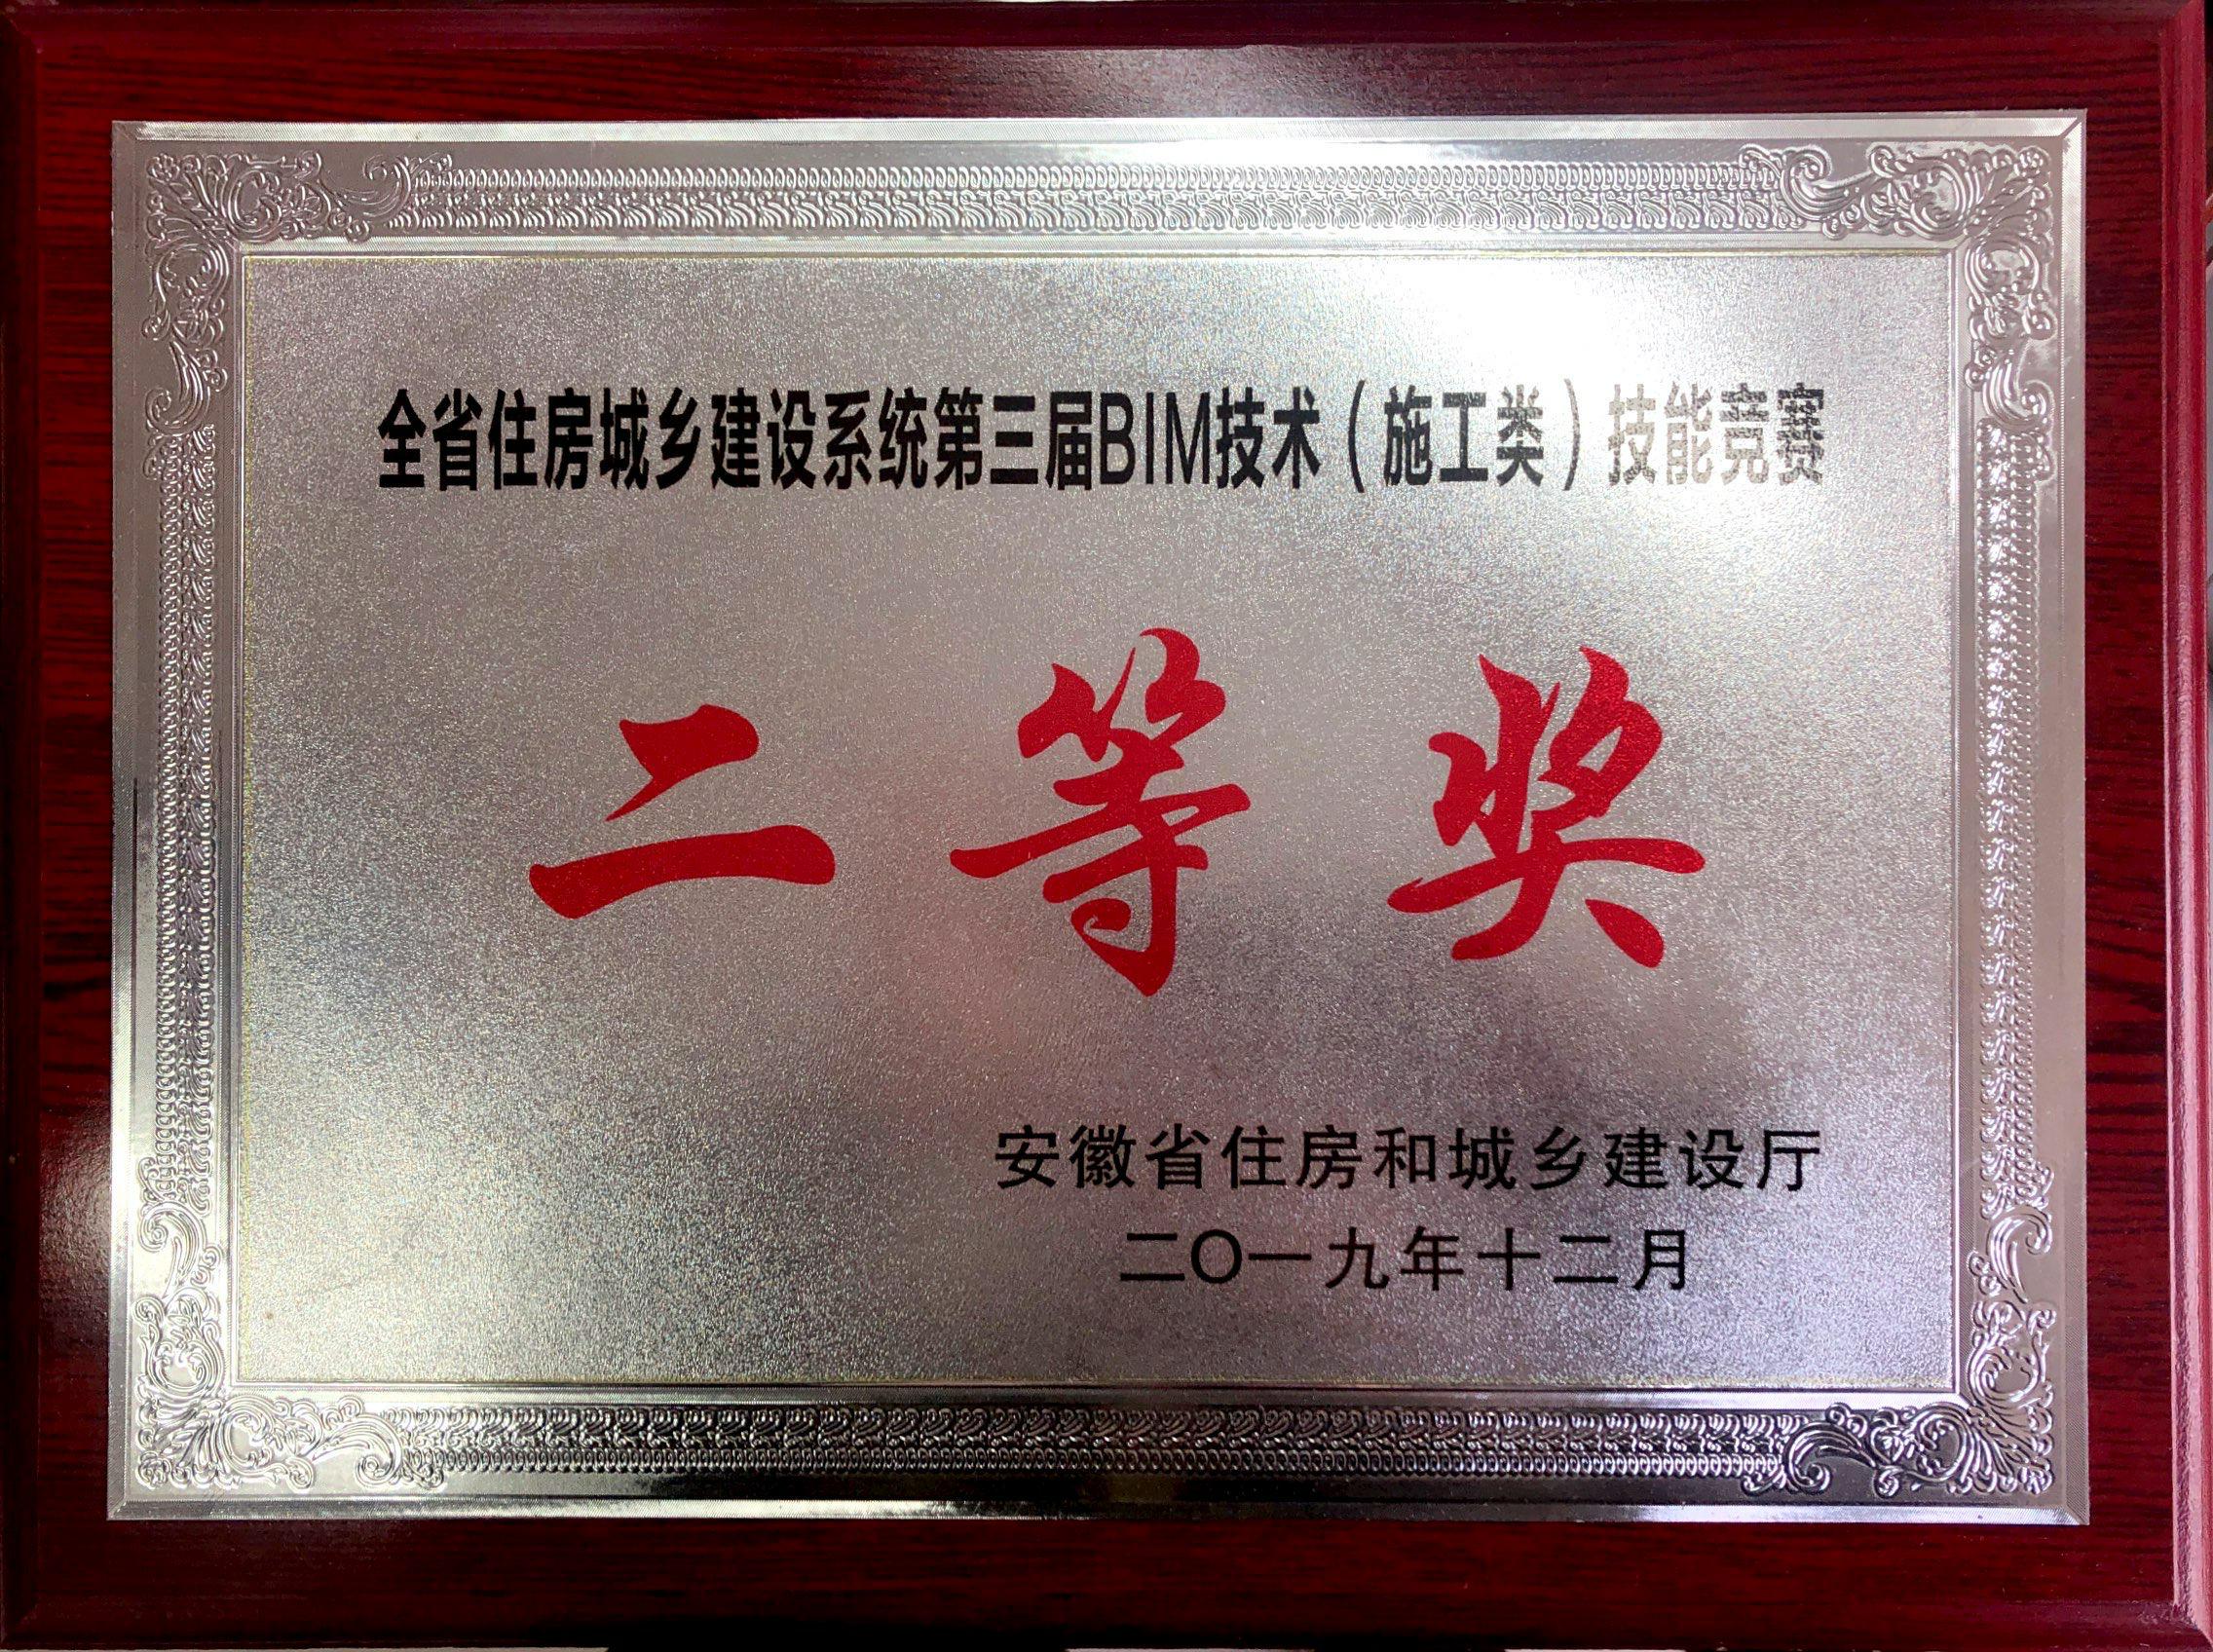 全省住房城乡建设系统第三届BIM技术（施工类）技能竞赛
二等奖
安徽省住房和城乡建设厅
二〇一九年十二月